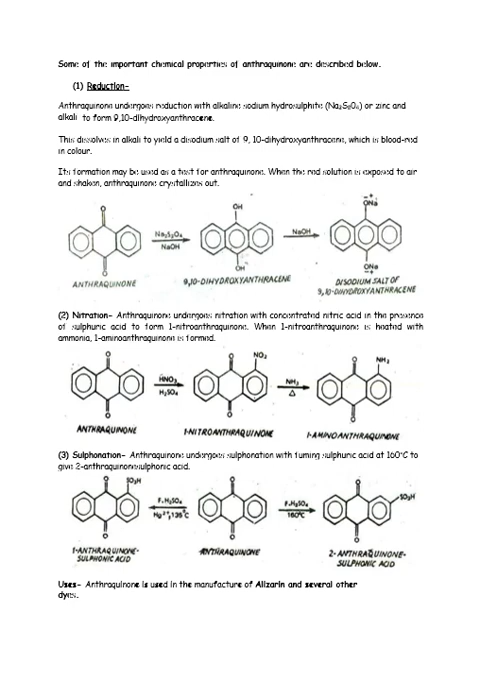 Some of the important chemical properties of anthraquinone are described below.
(1) Reduction-
Anthraquinone undergoes reduction with alkaline sodium hydrosulphite (Na₂S₂O₄) or zinc and
alkali to form 9,10-dihydroxyanthracene.
This dissolves in alkali to yield a disodium salt of 9, 10-dihydroxyanthracene, which is blood-red
in colour.
Its formation may be used as a test for anthraquinone. When the red solution is exposed to air
and shaken, anthraquinone crystallizes out.
O OH ONa
Na₂S₂O₄ NaOH
NaOH
O OH ONa
ANTHRAQUINONE 9,10-DIHYDROXYANTHRACENE DISODIUM SALT OF
9,10-DIHYDROXYANTHRACENE
(2) Nitration- Anthraquinone undergoes nitration with concentrated nitric acid in the presence
of sulphuric acid to form 1-nitroanthraquinone. When 1-nitroanthraquinone is heated with
ammonia, 1-aminoanthraquinone is formed.
O O NO₂ O NH₂
HNO₃ NH₃
H₂SO₄ Δ
O O O
ANTHRAQUINONE 1-NITROANTHRAQUINONE 1-AMINOANTHRAQUINONE
(3) Sulphonation- Anthraquinone undergoes sulphonation with fuming sulphuric acid at 160°C to
give 2-anthraquinonesulphonic acid.
O SO₃H O O SO₃H
F.H₂SO₄ F.H₂SO₄
Hg²⁺,135°C 160°C
O O O
1-ANTHRAQUINONE- ANTHRAQUINONE 2-ANTHRAQUINONE-
SULPHONIC ACID SULPHONIC ACID
Uses- Anthraquinone is used in the manufacture of Alizarin and several other
dyes.